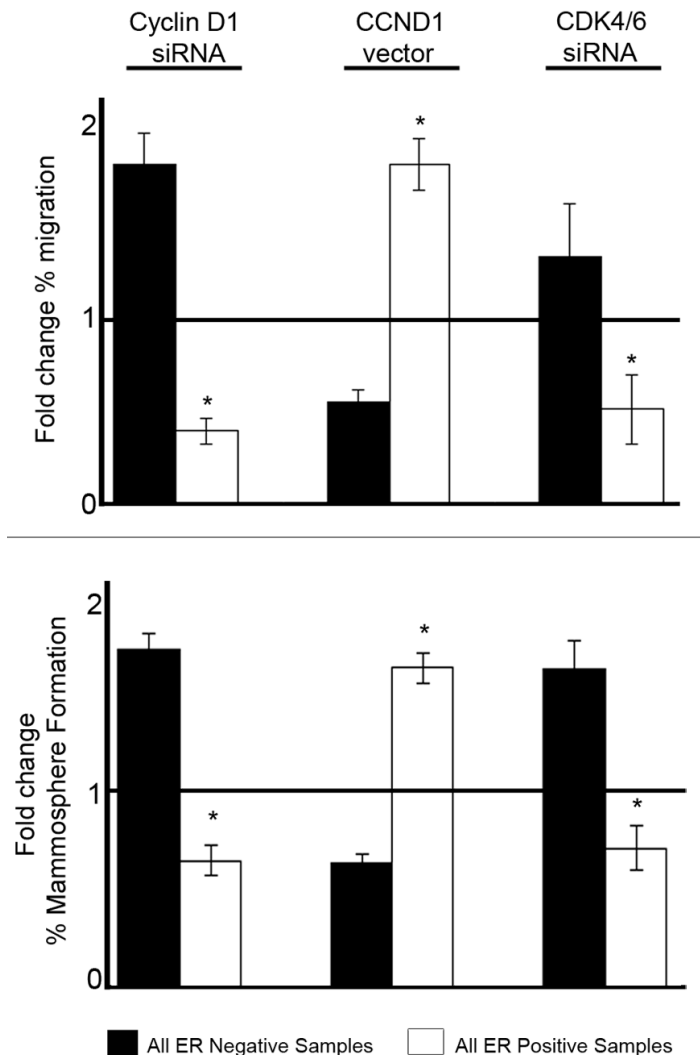 Cyclin D1 siRNA
CCND1 vector
CDK4/6 siRNA
Fold change % migration
2
1
0
*
*
*
Fold change
% Mammosphere Formation
2
1
0
*
*
*
All ER Negative Samples
All ER Positive Samples